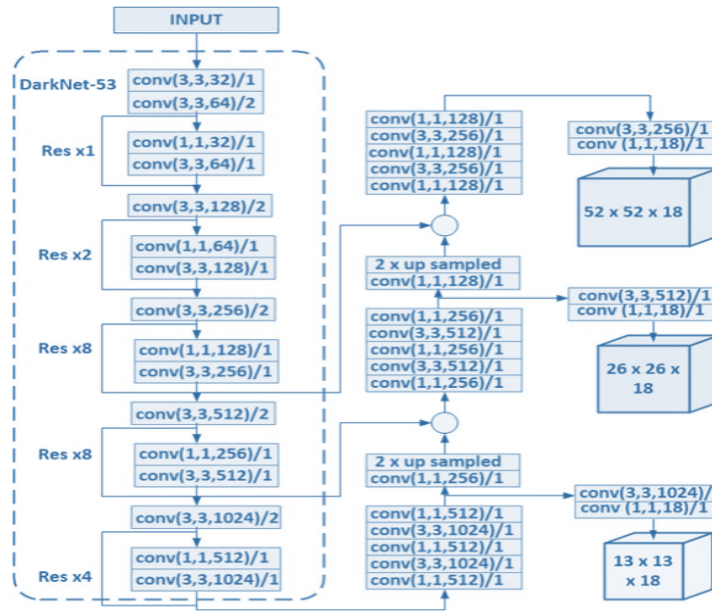 INPUT
DarkNet-53
conv(3,3,32)/1
conv(3,3,64)/2
Res x1
conv(1,1,32)/1
conv(3,3,64)/1
conv(3,3,128)/2
Res x2
conv(1,1,64)/1
conv(3,3,128)/1
conv(3,3,256)/2
Res x8
conv(1,1,128)/1
conv(3,3,256)/1
conv(3,3,512)/2
Res x8
conv(1,1,256)/1
conv(3,3,512)/1
conv(3,3,1024)/2
Res x4
conv(1,1,512)/1
conv(3,3,1024)/1
conv(1,1,128)/1
conv(3,3,256)/1
conv(1,1,128)/1
conv(3,3,256)/1
conv(1,1,128)/1
2 x up sampled
conv(1,1,128)/1
conv(1,1,256)/1
conv(3,3,512)/1
conv(1,1,256)/1
conv(3,3,512)/1
conv(1,1,256)/1
2 x up sampled
conv(1,1,256)/1
conv(1,1,512)/1
conv(3,3,1024)/1
conv(1,1,512)/1
conv(3,3,1024)/1
conv(1,1,512)/1
conv(3,3,256)/1
conv (1,1,18)/1
52 x 52 x 18
conv(3,3,512)/1
conv (1,1,18)/1
26 x 26 x
18
conv(3,3,1024)/
conv (1,1,18)/1
13 x 13
x 18